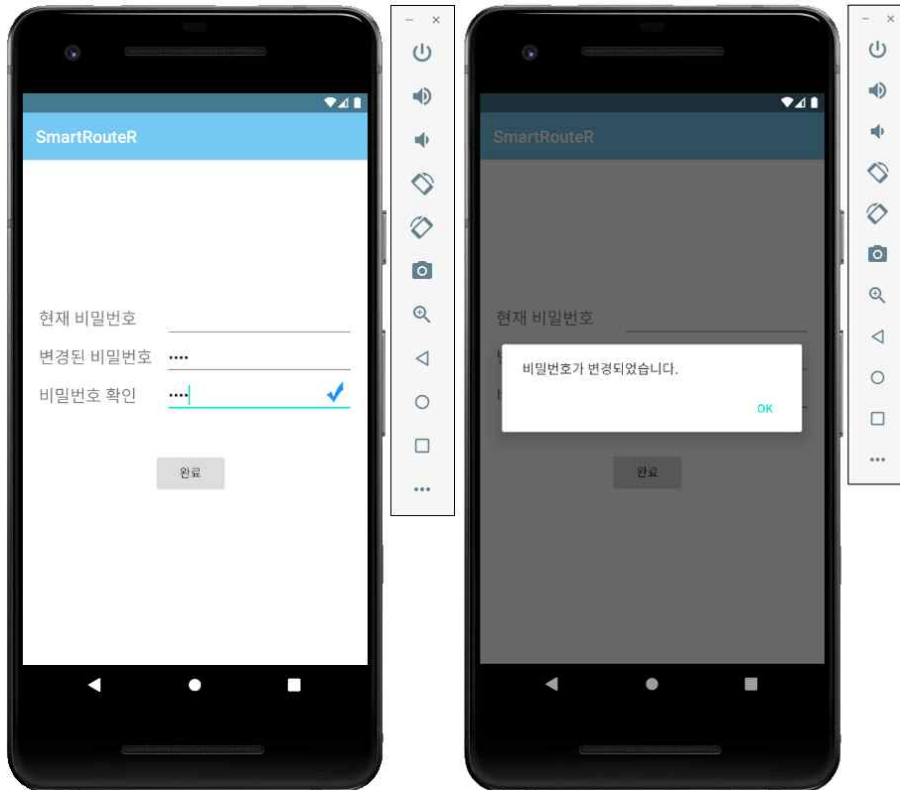 SmartRouteR
현재 비밀번호
변경된 비밀번호 ••••
비밀번호 확인 ••••
완료
SmartRouteR
현재 비밀번호
비밀번호가 변경되었습니다.
OK
완료